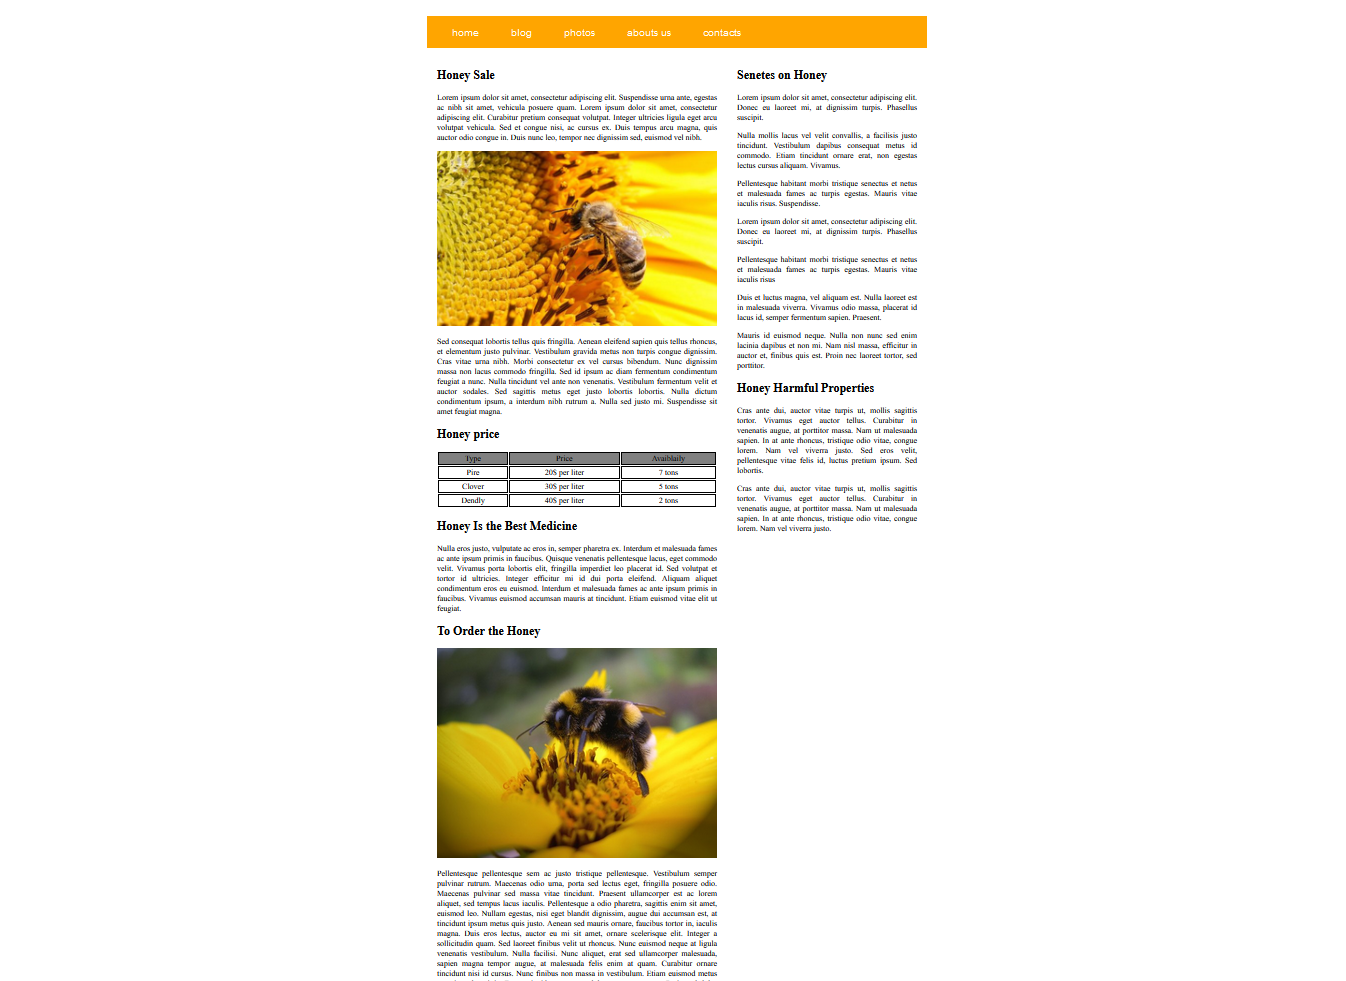 home blog photos abouts us contacts
Honey Sale
Lorem ipsum dolor sit amet, consectetur adipiscing elit. Suspendisse urna ante, egestas
ac nibh sit amet, vehicula posuere quam. Lorem ipsum dolor sit amet, consectetur
adipiscing elit. Curabitur pretium consequat volutpat. Integer ultricies ligula eget arcu
volutpat vehicula. Sed et congue nisi, ac cursus ex. Duis tempus arcu magna, quis
auctor odio congue in. Duis nunc leo, tempor nec dignissim sed, euismod vel nibh.
Sed consequat lobortis tellus quis fringilla. Aenean eleifend sapien quis tellus rhoncus,
et elementum justo pulvinar. Vestibulum gravida metus non turpis congue dignissim.
Cras vitae urna nibh. Morbi consectetur ex vel cursus bibendum. Nunc dignissim
massa non lacus commodo fringilla. Sed id ipsum ac diam fermentum condimentum
feugiat a nunc. Nulla tincidunt vel ante non venenatis. Vestibulum fermentum velit et
auctor sodales. Sed sagittis metus eget justo lobortis lobortis. Nulla dictum
condimentum ipsum, a interdum nibh rutrum a. Nulla sed justo mi. Suspendisse sit
amet feugiat magna.
Honey price
Type Price Avaiblaily
Pire 20$ per liter 7 tons
Clover 30$ per liter 5 tons
Dendly 40$ per liter 2 tons
Honey Is the Best Medicine
Nulla eros justo, vulputate ac eros in, semper pharetra ex. Interdum et malesuada fames
ac ante ipsum primis in faucibus. Quisque venenatis pellentesque lacus, eget commodo
velit. Vivamus porta lobortis elit, fringilla imperdiet leo placerat id. Sed volutpat et
tortor id ultricies. Integer efficitur mi id dui porta eleifend. Aliquam aliquet
condimentum eros eu euismod. Interdum et malesuada fames ac ante ipsum primis in
faucibus. Vivamus euismod accumsan mauris at tincidunt. Etiam euismod vitae elit ut
feugiat.
To Order the Honey
Pellentesque pellentesque sem ac justo tristique pellentesque. Vestibulum semper
pulvinar rutrum. Maecenas odio urna, porta sed lectus eget, fringilla posuere odio.
Maecenas pulvinar sed massa vitae tincidunt. Praesent ullamcorper est ac lorem
aliquet, sed tempus lacus iaculis. Pellentesque a odio pharetra, sagittis enim sit amet,
euismod leo. Nullam egestas, nisi eget blandit dignissim, augue dui accumsan est, at
tincidunt ipsum metus quis justo. Aenean sed mauris ornare, faucibus tortor in, iaculis
magna. Duis eros lectus, auctor eu mi sit amet, ornare scelerisque elit. Integer a
sollicitudin quam. Sed laoreet finibus velit ut rhoncus. Nunc euismod neque at ligula
venenatis vestibulum. Nulla facilisi. Nunc aliquet, erat sed ullamcorper malesuada,
sapien magna tempor augue, at malesuada felis enim at quam. Curabitur ornare
tincidunt nisi id cursus. Nunc finibus non massa in vestibulum. Etiam euismod metus
Senetes on Honey
Lorem ipsum dolor sit amet, consectetur adipiscing elit.
Donec eu laoreet mi, at dignissim turpis. Phasellus
suscipit.
Nulla mollis lacus vel velit convallis, a facilisis justo
tincidunt. Vestibulum dapibus consequat metus id
commodo. Etiam tincidunt ornare erat, non egestas
lectus cursus aliquam. Vivamus.
Pellentesque habitant morbi tristique senectus et netus
et malesuada fames ac turpis egestas. Mauris vitae
iaculis risus. Suspendisse.
Lorem ipsum dolor sit amet, consectetur adipiscing elit.
Donec eu laoreet mi, at dignissim turpis. Phasellus
suscipit.
Pellentesque habitant morbi tristique senectus et netus
et malesuada fames ac turpis egestas. Mauris vitae
iaculis risus
Duis et luctus magna, vel aliquam est. Nulla laoreet est
in malesuada viverra. Vivamus odio massa, placerat id
lacus id, semper fermentum sapien. Praesent.
Mauris id euismod neque. Nulla non nunc sed enim
lacinia dapibus et non mi. Nam nisl massa, efficitur in
auctor et, finibus quis est. Proin nec laoreet tortor, sed
porttitor.
Honey Harmful Properties
Cras ante dui, auctor vitae turpis ut, mollis sagittis
tortor. Vivamus eget auctor tellus. Curabitur in
venenatis augue, at porttitor massa. Nam ut malesuada
sapien. In at ante rhoncus, tristique odio vitae, congue
lorem. Nam vel viverra justo. Sed eros velit,
pellentesque vitae felis id, luctus pretium ipsum. Sed
lobortis.
Cras ante dui, auctor vitae turpis ut, mollis sagittis
tortor. Vivamus eget auctor tellus. Curabitur in
venenatis augue, at porttitor massa. Nam ut malesuada
sapien. In at ante rhoncus, tristique odio vitae, congue
lorem. Nam vel viverra justo.